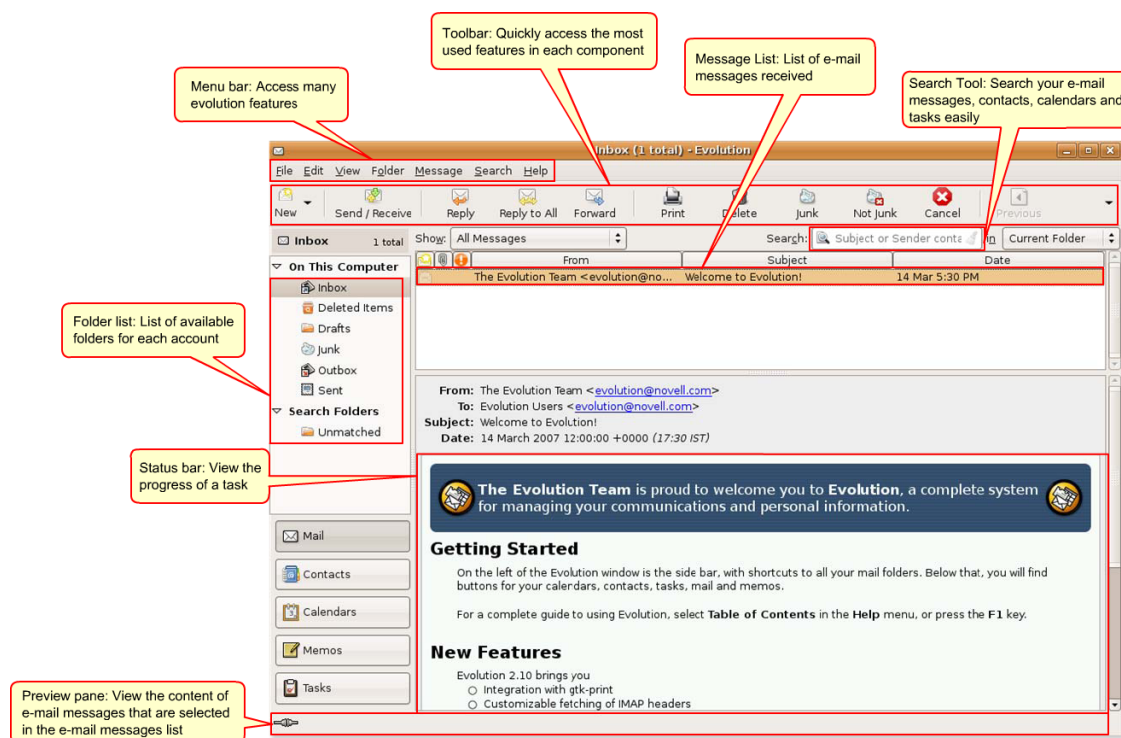 Toolbar: Quickly access the most
used features in each component
Message List: List of e-mail
messages received
Menu bar: Access many
evolution features
Search Tool: Search your e-mail
messages, contacts, calendars and
tasks easily
Inbox (1 total) - Evolution
File Edit View Folder Message Search Help
New Send / Receive Reply Reply to All Forward Print Delete Junk Not Junk Cancel Previous
Inbox 1 total
Show: All Messages Search: Subject or Sender conta in Current Folder
From Subject Date
The Evolution Team <evolution@no... Welcome to Evolution! 14 Mar 5:30 PM
On This Computer
Inbox
Deleted Items
Drafts
Junk
Outbox
Sent
Search Folders
Unmatched
Folder list: List of available
folders for each account
From: The Evolution Team <evolution@novell.com>
To: Evolution Users <evolution@novell.com>
Subject: Welcome to Evolution!
Date: 14 March 2007 12:00:00 +0000 (17:30 IST)
Status bar: View the
progress of a task
The Evolution Team is proud to welcome you to Evolution, a complete system
for managing your communications and personal information.
Getting Started
On the left of the Evolution window is the side bar, with shortcuts to all your mail folders. Below that, you will find
buttons for your calendars, contacts, tasks, mail and memos.
For a complete guide to using Evolution, select Table of Contents in the Help menu, or press the F1 key.
New Features
Evolution 2.10 brings you
Integration with gtk-print
Customizable fetching of IMAP headers
Mail
Contacts
Calendars
Memos
Tasks
Preview pane: View the content of
e-mail messages that are selected
in the e-mail messages list